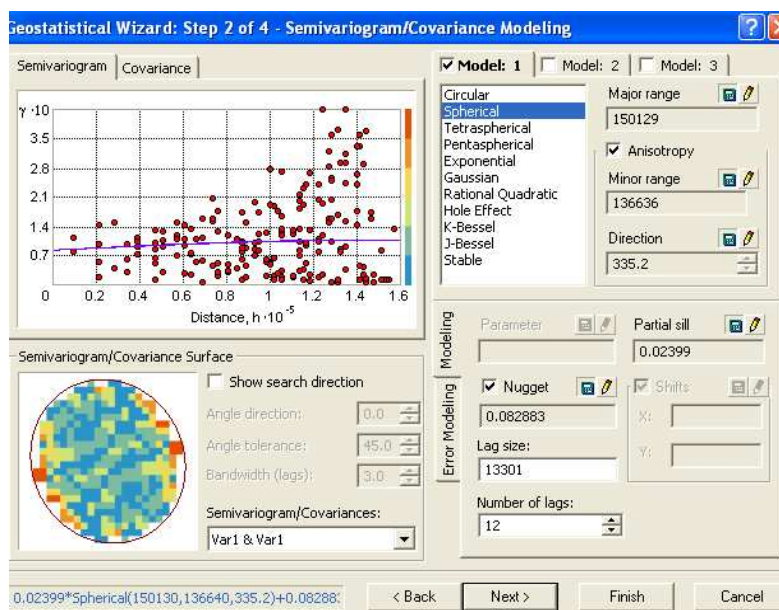 Geostatistical Wizard: Step 2 of 4 - Semivariogram/Covariance Modeling
Semivariogram
Covariance
γ ·10
3.5
2.8
2.1
1.4
0.7
0
0.2
0.4
0.6
0.8
1
1.2
1.4
1.6
Distance, h ·10 -5
Semivariogram/Covariance Surface
Show search direction
Angle direction:
0.0
Angle tolerance:
45.0
Bandwidth (lags):
3.0
Semivariogram/Covariances:
Var1 & Var1
Model: 1
Model: 2
Model: 3
Circular
Spherical
Tetraspherical
Pentaspherical
Exponential
Gaussian
Rational Quadratic
Hole Effect
K-Bessel
J-Bessel
Stable
Major range
150129
Anisotropy
Minor range
136636
Direction
335.2
Modeling
Error Modeling
Parameter
Partial sill
0.02399
Nugget
0.082883
Shifts
X:
Y:
Lag size:
13301
Number of lags:
12
0.02399*Spherical(150130,136640,335.2)+0.08288
< Back
Next >
Finish
Cancel